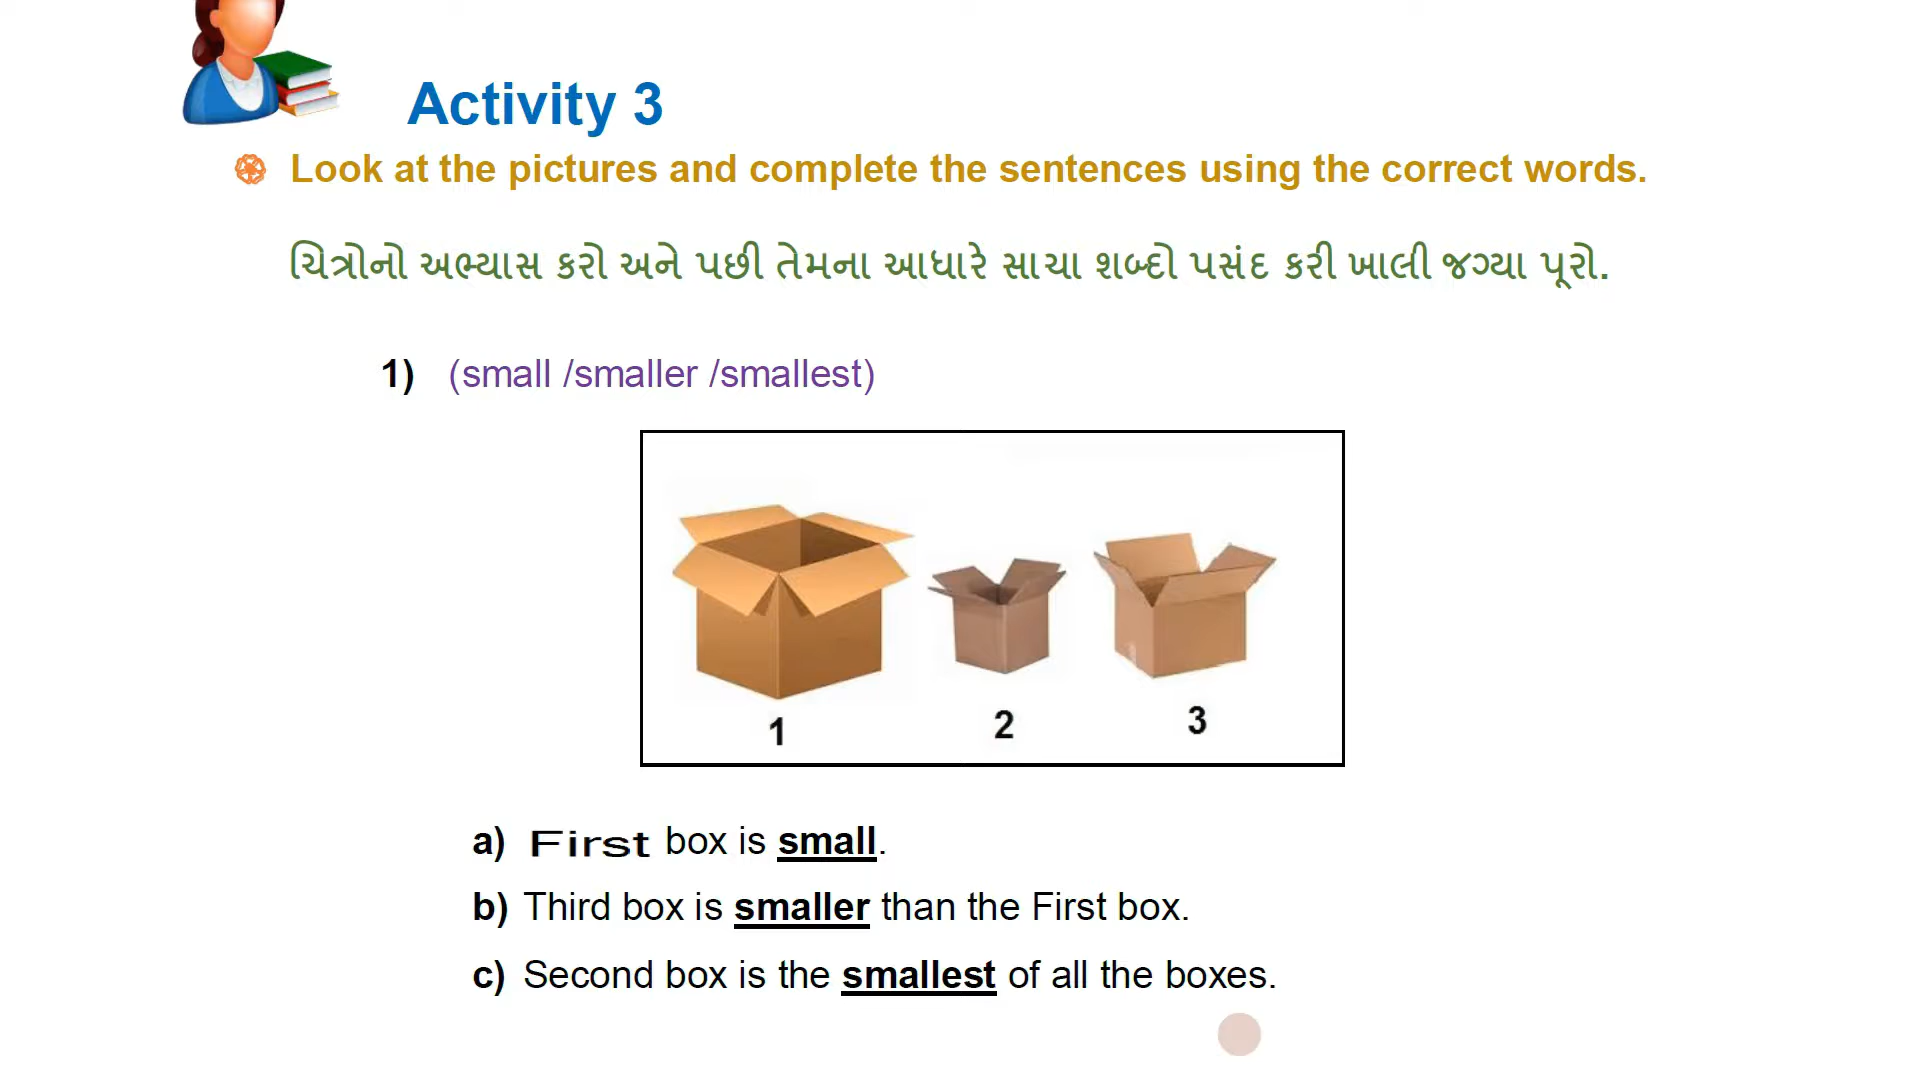 Activity 3
Look at the pictures and complete the sentences using the correct words.
ચિત્રોનો અભ્યાસ કરો અને પછી તેમના આધારે સાચા શબ્દો પસંદ કરી ખાલી જગ્યા પૂરો.
1) (small /smaller /smallest)
1 2 3
a) First box is small.
b) Third box is smaller than the First box.
c) Second box is the smallest of all the boxes.